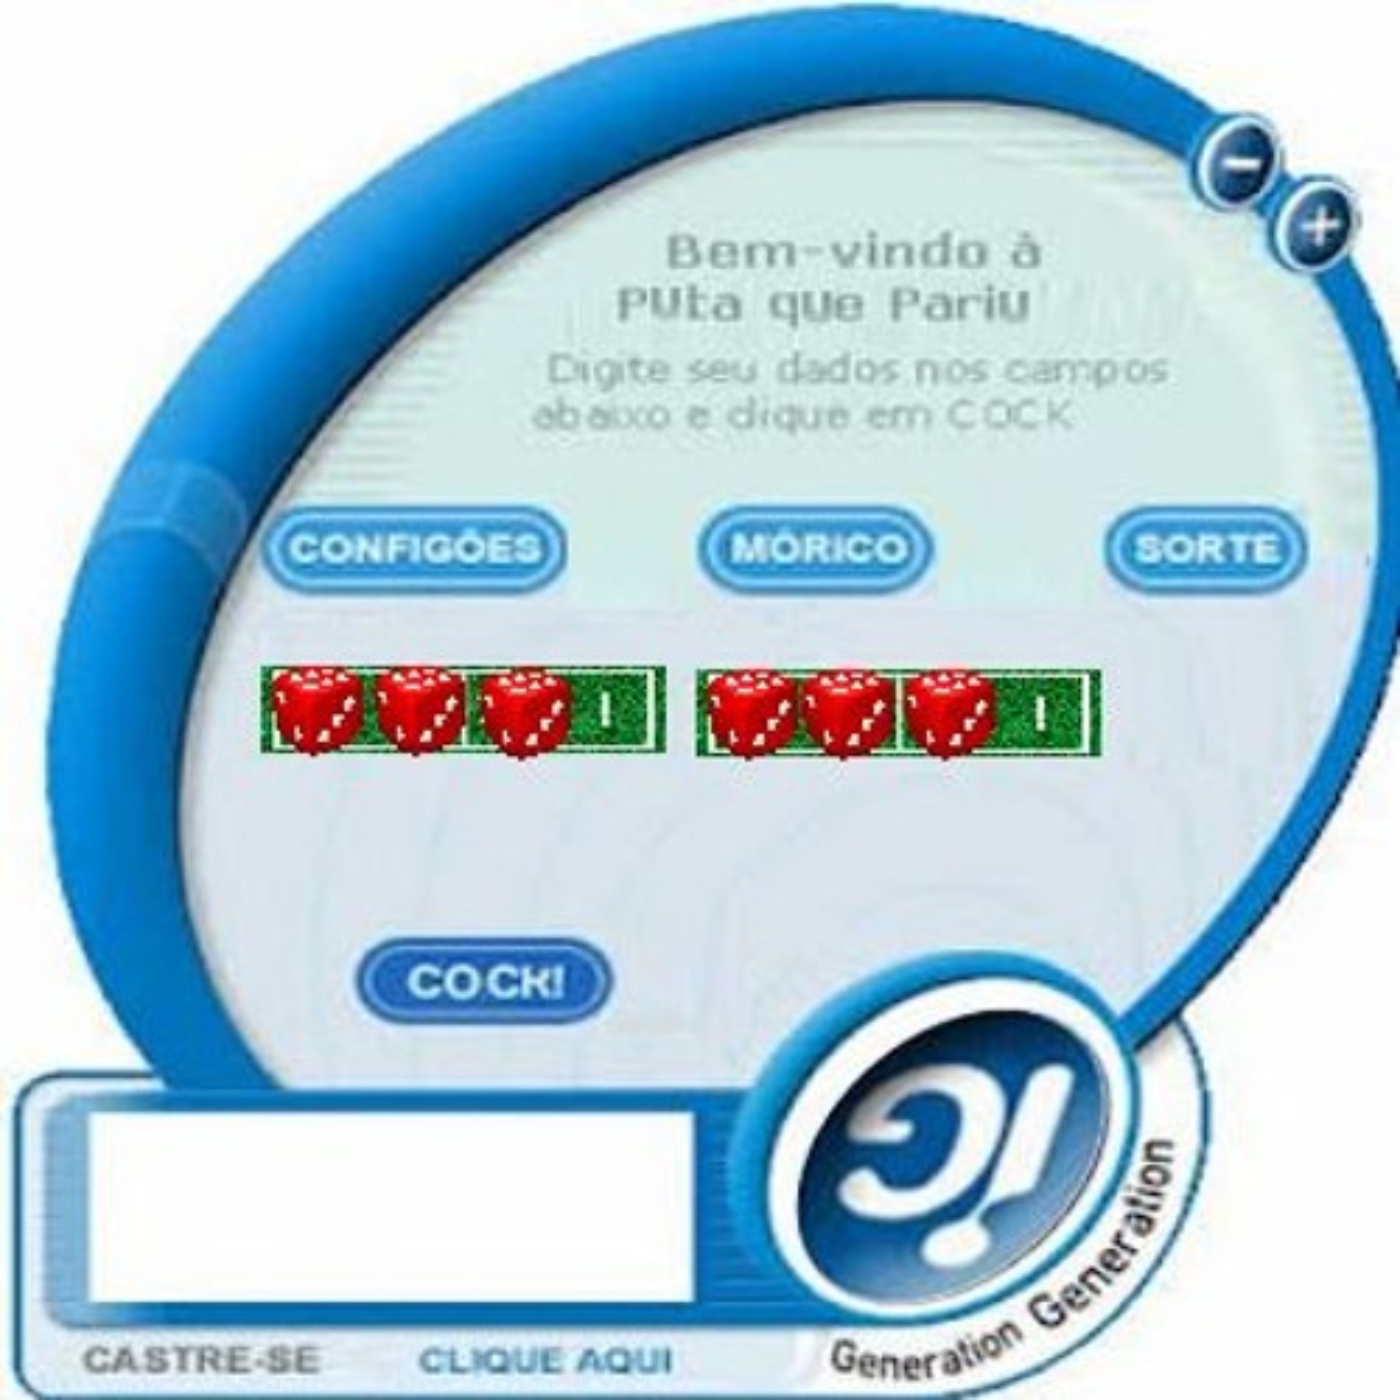 Bem-vindo à
PUta que PariU
Digite seu dados nos campos
abaixo e clique em COCK
CONFIGÕES
MÓRICO
SORTE
COCK!
CASTRE-SE
CLIQUE AQUI
Generation Generation